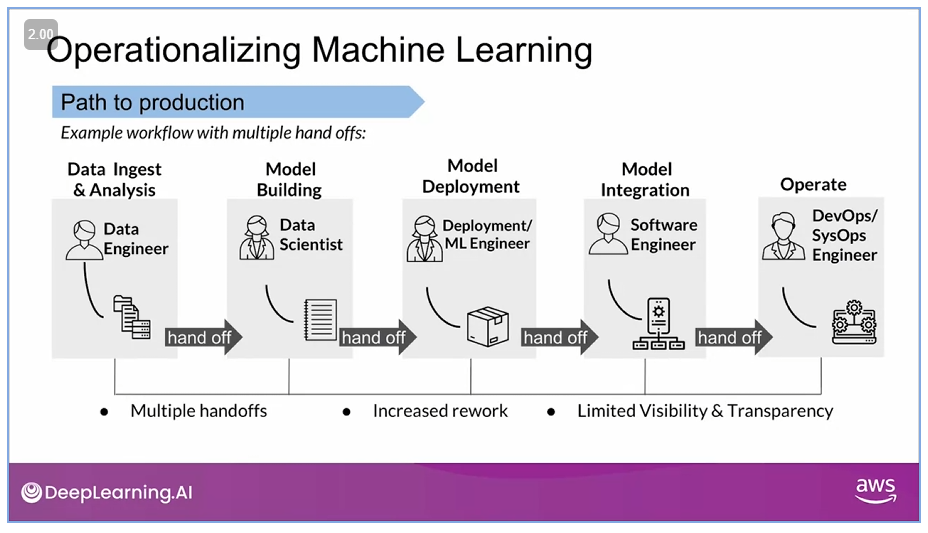 2.00
Operationalizing Machine Learning
Path to production
Example workflow with multiple hand offs:
Data Ingest
& Analysis
Data
Engineer
hand off
Model
Building
Data
Scientist
hand off
Model
Deployment
Deployment/
ML Engineer
hand off
Model
Integration
Software
Engineer
hand off
Operate
DevOps/
SysOps
Engineer
● Multiple handoffs
● Increased rework
● Limited Visibility & Transparency
DeepLearning.AI
aws